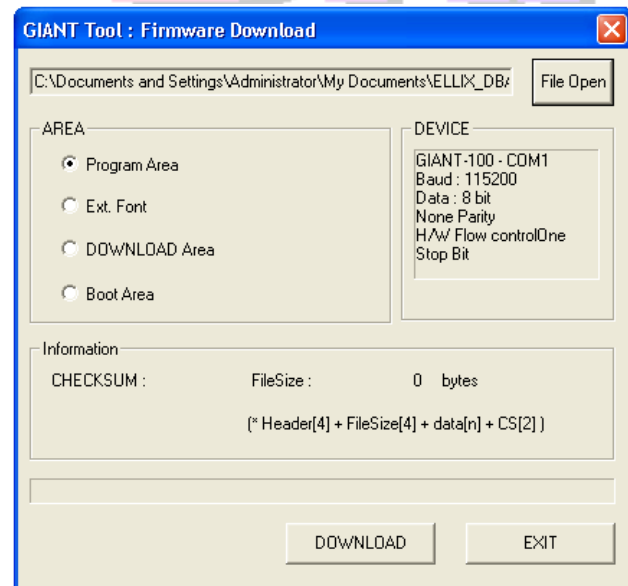 GIANT Tool : Firmware Download
C:\Documents and Settings\Administrator\My Documents\ELLIX_DBA
File Open
AREA
Program Area
Ext. Font
DOWNLOAD Area
Boot Area
DEVICE
GIANT-100 - COM1
Baud : 115200
Data : 8 bit
None Parity
H/W Flow controlOne
Stop Bit
Information
CHECKSUM : FileSize : 0 bytes
(* Header[4] + FileSize[4] + data[n] + CS[2] )
DOWNLOAD EXIT